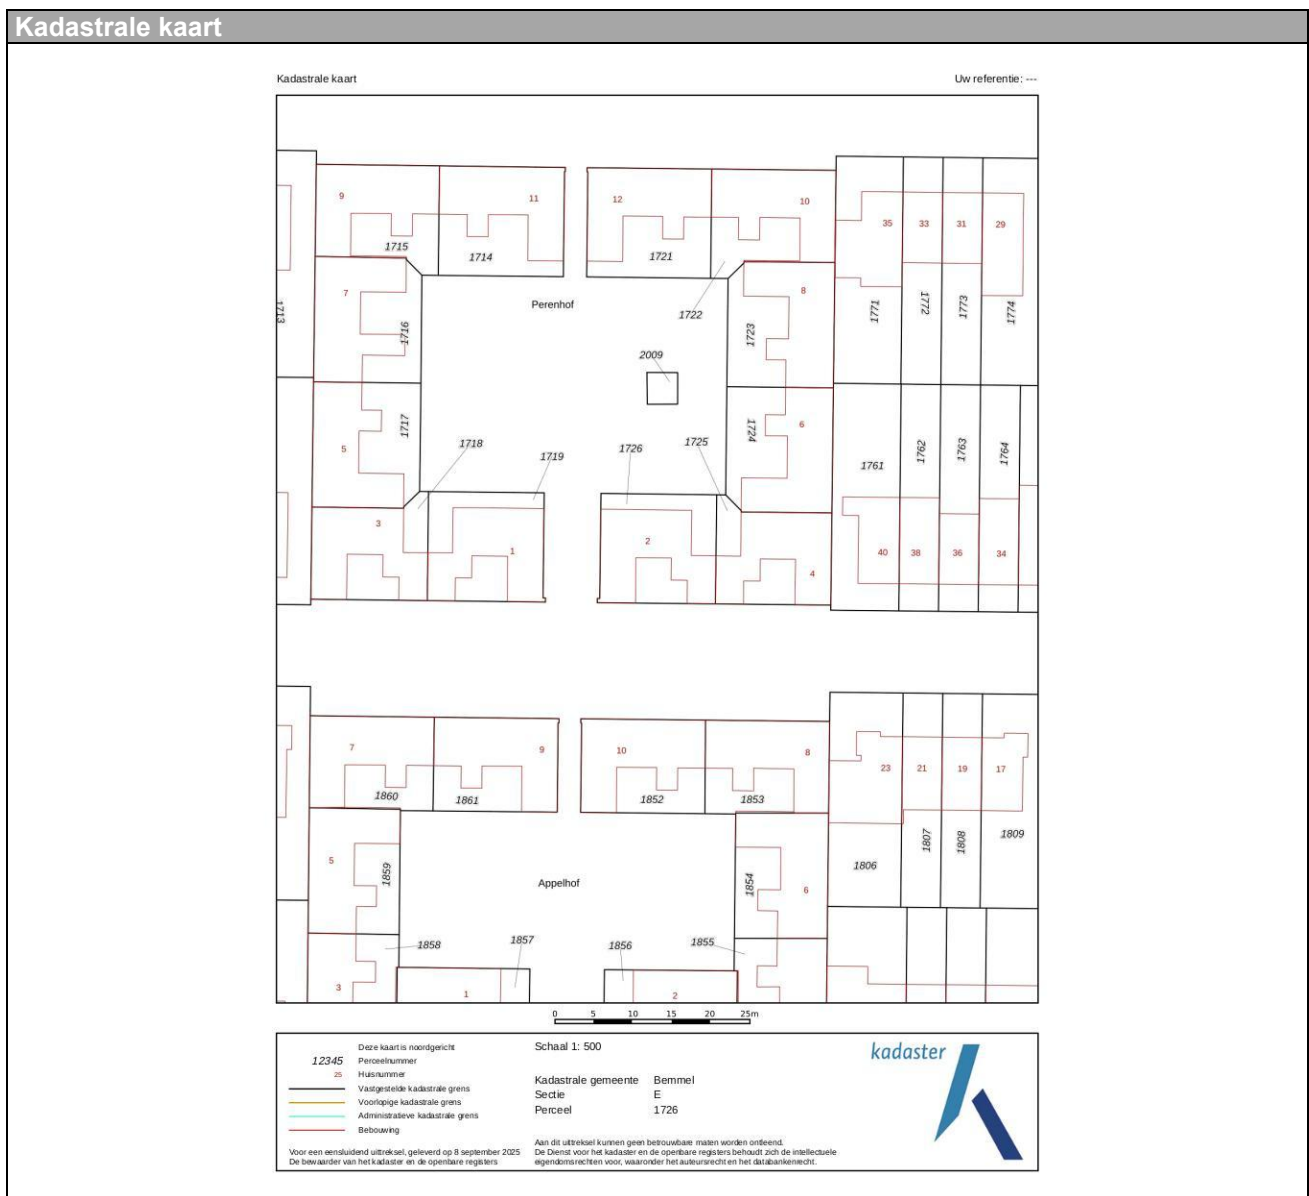 Kadastrale kaart
Kadastrale kaart Uw referentie: ---
9 11 12 10
35 33 31 29
1715 1714 1721
7 Perenhof 8
1713 1716 1722 1723 1771 1772 1773 1774
2009
5 1717 1718 1719 1726 1725 1724 6
1761 1762 1763 1764
3 1 2 4
40 38 36 34
7 9 10 8
23 21 19 17
1860 1861 1852 1853
5 1859 Appelhof 1854 6
1806 1807 1808 1809
1858 1857 1856 1855
3 1 2
0 5 10 15 20 25m
Deze kaart is noordgericht
12345 Perceelnummer
25 Huisnummer
Vastgestelde kadastrale grens
Voorlopige kadastrale grens
Administratieve kadastrale grens
Bebouwing
Voor een eensluidend uittreksel, geleverd op 8 september 2025
De bewaarder van het kadaster en de openbare registers
Schaal 1: 500
Kadastrale gemeente Bemmel
Sectie E
Perceel 1726
Aan dit uittreksel kunnen geen betrouwbare maten worden ontleend.
De Dienst voor het kadaster en de openbare registers behoudt zich de intellectuele
eigendomsrechten voor, waaronder het auteursrecht en het databankenrecht.
kadaster